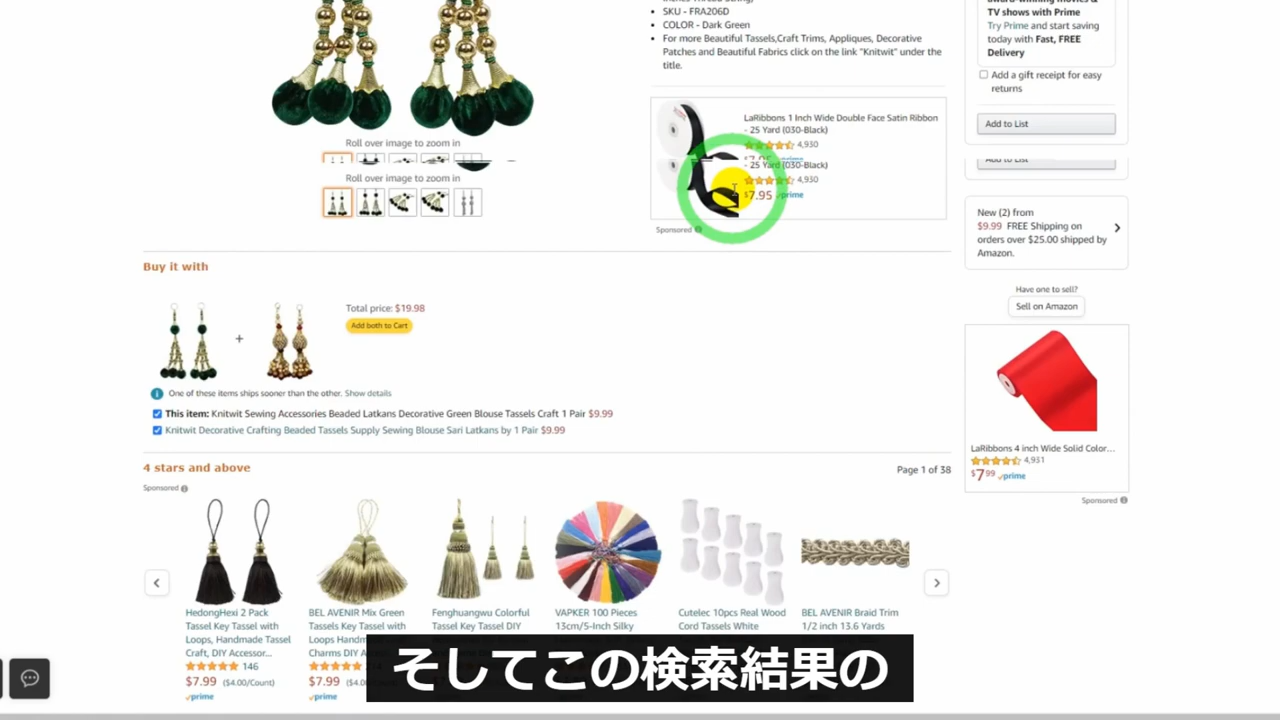 • SKU - FRA206D
• COLOR - Dark Green
• For more Beautiful Tassels,Craft Trims, Appliques, Decorative
Patches and Beautiful Fabrics click on the link "Knitwit" under the
title.
TV shows with Prime
Try Prime and start saving
today with Fast, FREE
Delivery
Add a gift receipt for easy
returns
Add to List
Roll over image to zoom in
Roll over image to zoom in
LaRibbons 1 Inch Wide Double Face Satin Ribbon
- 25 Yard (030-Black)
4,930
- 25 Yard (030-Black)
4,930
$7.95 prime
Sponsored
Add to List
New (2) from
$9.99 FREE Shipping on
orders over $25.00 shipped by
Amazon.
Have one to sell?
Sell on Amazon
LaRibbons 4 inch Wide Solid Color...
4,931
$7.99 prime
Sponsored
Buy it with
+
Total price: $19.98
Add both to Cart
One of these items ships sooner than the other. Show details
This item: Knitwit Sewing Accessories Beaded Latkans Decorative Green Blouse Tassels Craft 1 Pair $9.99
Knitwit Decorative Crafting Beaded Tassels Supply Sewing Blouse Sari Latkans by 1 Pair $9.99
4 stars and above
Page 1 of 38
Sponsored
HedongHexi 2 Pack
Tassel Key Tassel with
Loops, Handmade Tassel
Craft, DIY Accessor...
146
$7.99 ($4.00/Count)
prime
BEL AVENIR Mix Green
Tassels Key Tassel with
Loops
$7.99
prime
Fenghuangwu Colorful
Tassel Key Tassel DIY
VAPKER 100 Pieces
13cm/5-Inch Silky
Cutelec 10pcs Real Wood
Cord Tassels White
BEL AVENIR Braid Trim
1/2 inch 13.6 Yards
そしてこの検索結果の